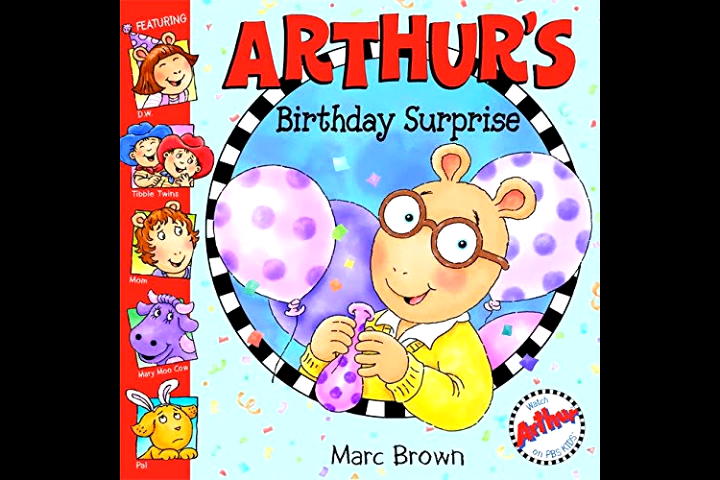 FEATURING
D.W.
Tibble Twins
Mom
Mary Moo Cow
Pal
ARTHUR'S
Birthday Surprise
Marc Brown
Watch
Arthur
on PBS KIDS